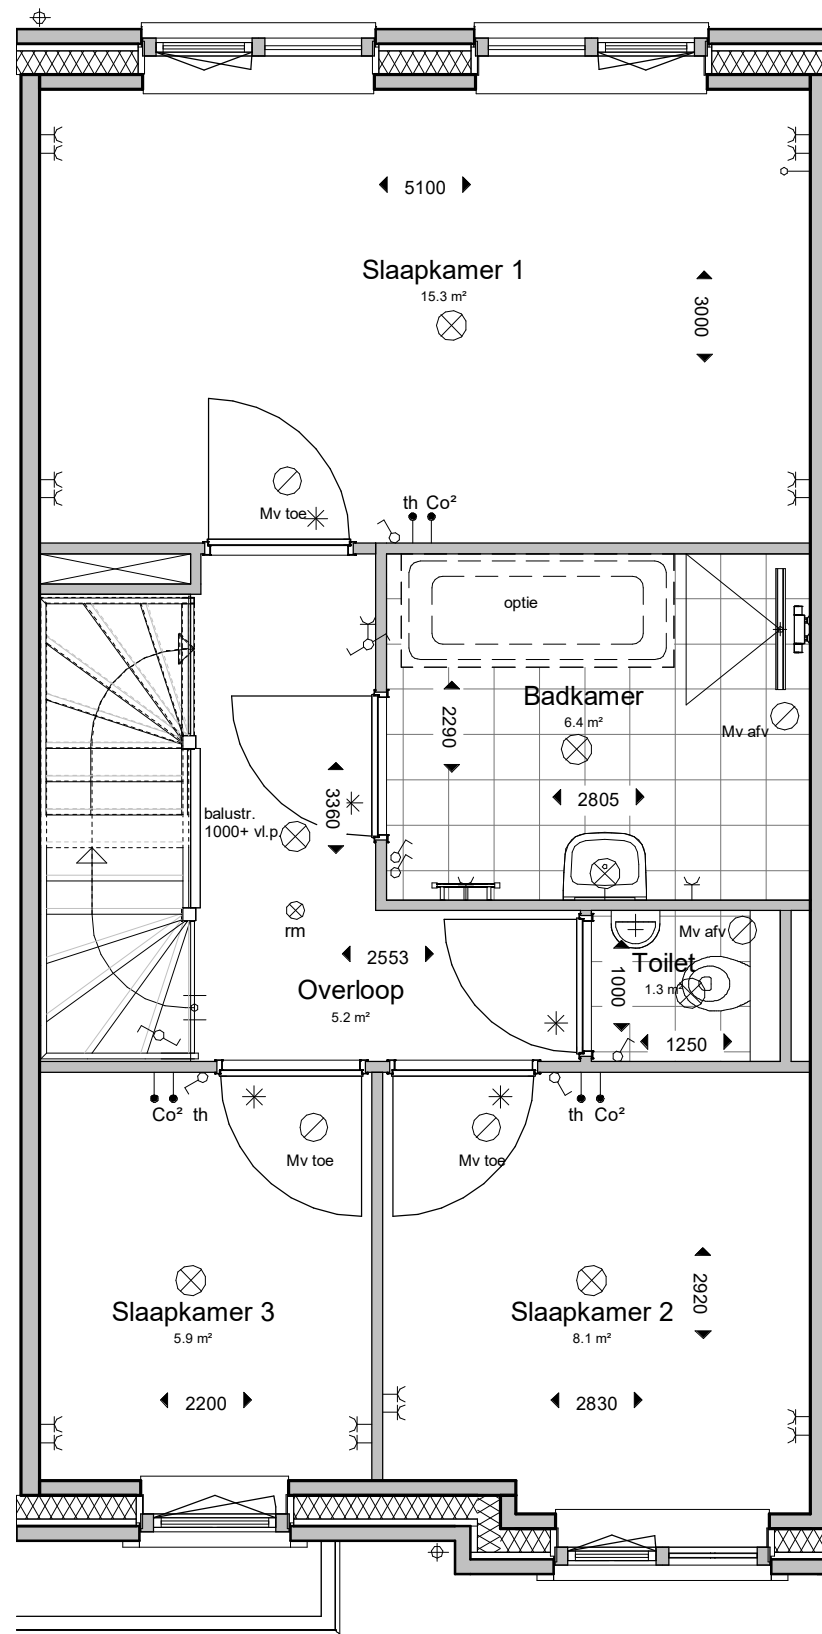 5100
Slaapkamer 1
15.3 m²
3000
Mv toe
th Co²
optie
Badkamer
6.4 m²
2290
Mv afv
2805
3360
balustr.
1000+ vl.p.
rm
2553
Overloop
5.2 m²
Mv afv
Toilet
1.3 m²
1000
1250
Co² th
Mv toe
th Co²
Mv toe
Slaapkamer 3
5.9 m²
2200
Slaapkamer 2
8.1 m²
2920
2830